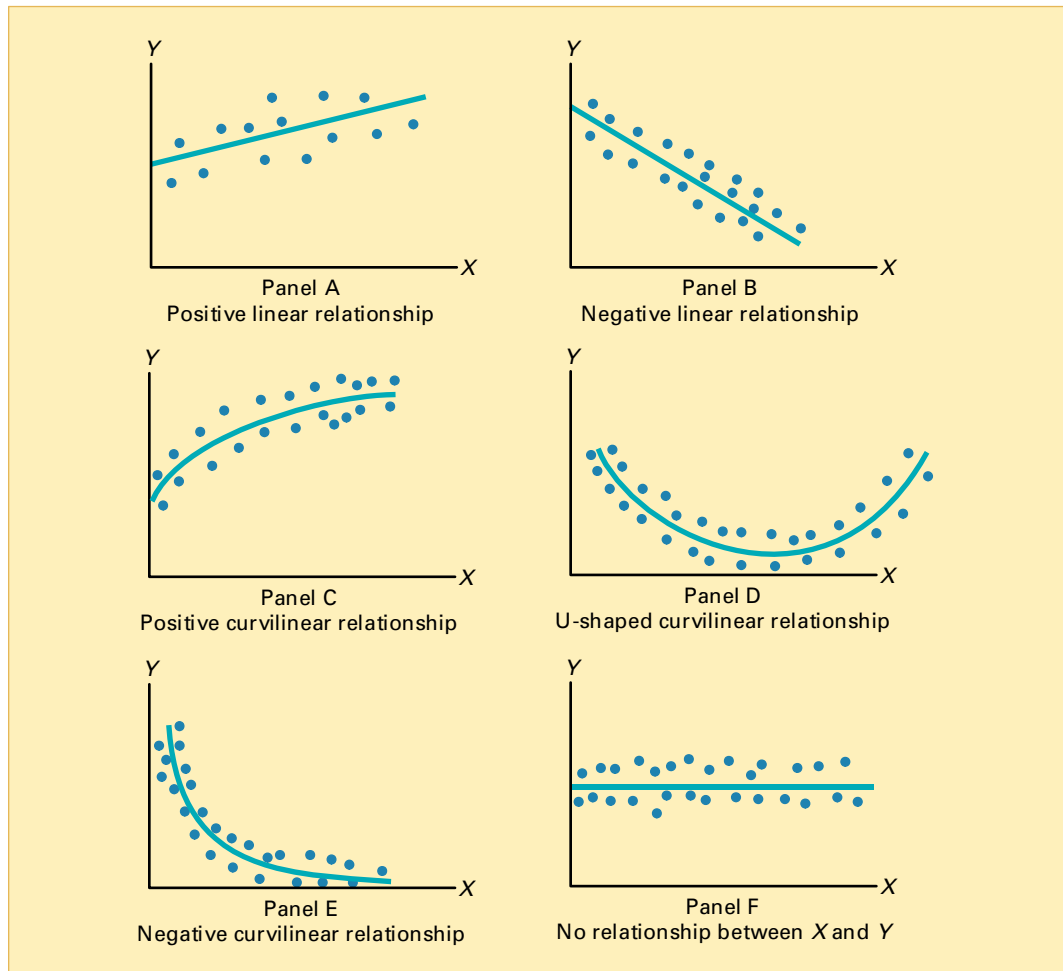 Y
X
Panel A
Positive linear relationship
Y
X
Panel B
Negative linear relationship
Y
X
Panel C
Positive curvilinear relationship
Y
X
Panel D
U-shaped curvilinear relationship
Y
X
Panel E
Negative curvilinear relationship
Y
X
Panel F
No relationship between X and Y